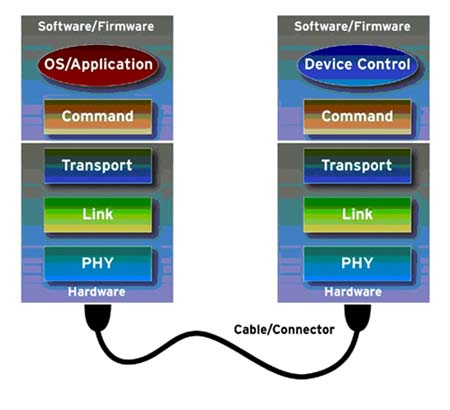 Software/Firmware
OS/Application
Command
Transport
Link
PHY
Hardware
Software/Firmware
Device Control
Command
Transport
Link
PHY
Hardware
Cable/Connector